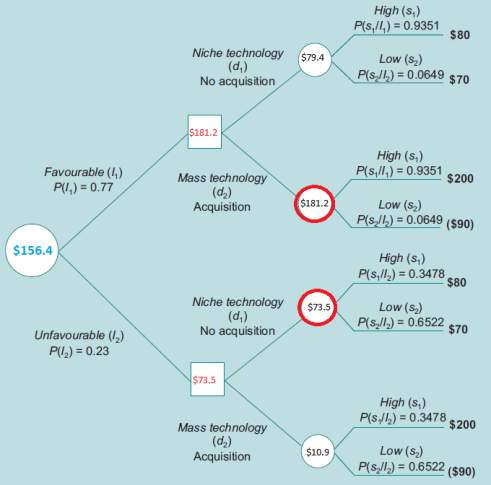 High (s₁)
P(s₁/I₁) = 0.9351
$80
Niche technology
(d₁)
No acquisition
$79.4
Low (s₂)
P(s₂/I₂) = 0.0649
$70
$181.2
Favourable (I₁)
P(I₁) = 0.77
High (s₁)
P(s₁/I₁) = 0.9351
$200
Mass technology
(d₂)
Acquisition
$181.2
Low (s₂)
P(s₂/I₂) = 0.0649
($90)
$156.4
High (s₁)
P(s₁/I₂) = 0.3478
$80
Niche technology
(d₁)
No acquisition
$73.5
Low (s₂)
P(s₂/I₂) = 0.6522
$70
Unfavourable (I₂)
P(I₂) = 0.23
$73.5
High (s₁)
P(s₁/I₂) = 0.3478
$200
Mass technology
(d₂)
Acquisition
$10.9
Low (s₂)
P(s₂/I₂) = 0.6522
($90)